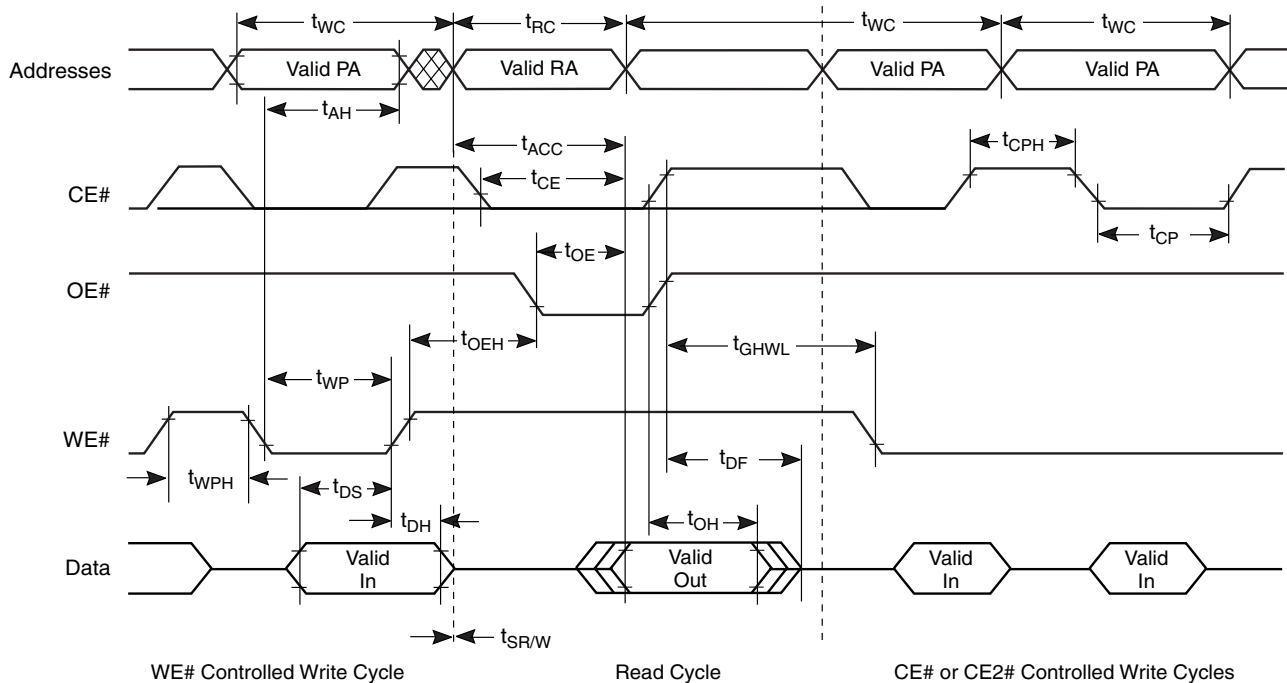 tWC tRC tWC tWC
Addresses Valid PA Valid RA Valid PA Valid PA
tAH
tACC tCPH
CE# tCE
tOE tCP
OE#
tOEH tGHWL
tWP
WE#
tWPH tDS tDF
tDH tOH
Data Valid In Valid Out Valid In Valid In
tSR/W
WE# Controlled Write Cycle Read Cycle CE# or CE2# Controlled Write Cycles